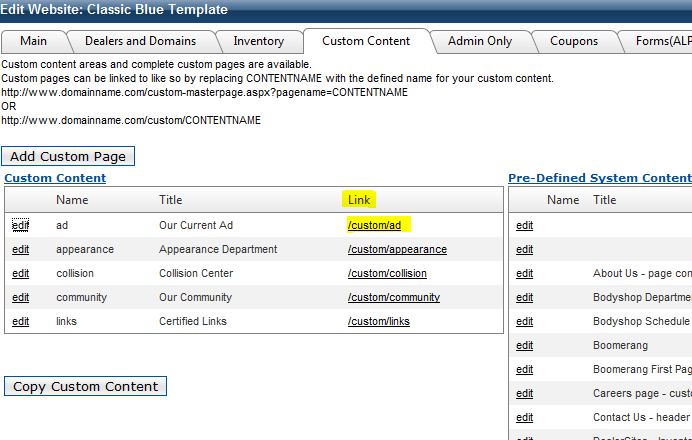 Edit Website: Classic Blue Template
Main Dealers and Domains Inventory Custom Content Admin Only Coupons Forms(ALP
Custom content areas and complete custom pages are available.
Custom pages can be linked to like so by replacing CONTENTNAME with the defined name for your custom content.
http://www.domainname.com/custom-masterpage.aspx?pagename=CONTENTNAME
OR
http://www.domainname.com/custom/CONTENTNAME
Add Custom Page
Custom Content
Name Title Link
edit ad Our Current Ad /custom/ad
edit appearance Appearance Department /custom/appearance
edit collision Collision Center /custom/collision
edit community Our Community /custom/community
edit links Certified Links /custom/links
Copy Custom Content
Pre-Defined System Content
Name Title
edit
edit
edit About Us - page con
edit Bodyshop Departme
edit Bodyshop Schedule
edit Boomerang
edit Boomerang First Pag
edit Careers page - cust
edit Contact Us - header